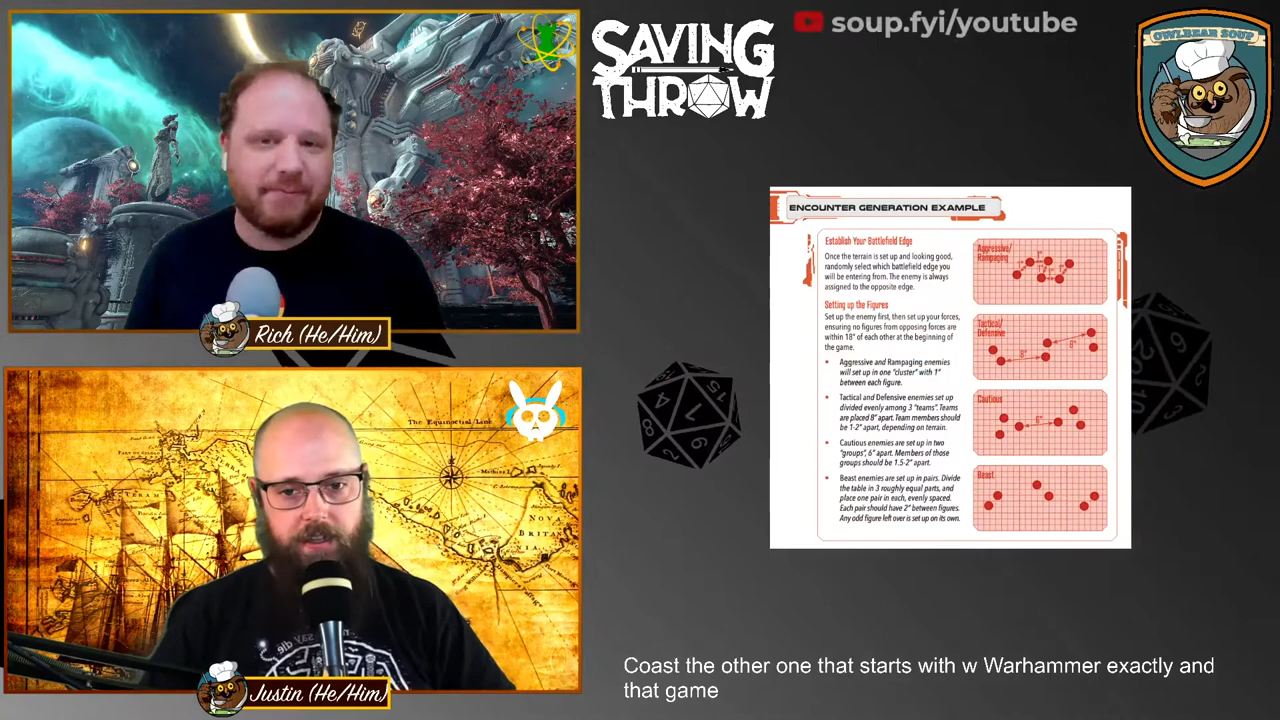 SAVING
THROW
soup.fyi/youtube
OWLBEAR SOUP
Rich (He/Him)
The Equinoctial Line
Justin (He/Him)
ENCOUNTER GENERATION EXAMPLE
Establish Your Battlefield Edge
Once the terrain is set up and looking good,
randomly select which battlefield edge you
will be entering from. The enemy is always
assigned to the opposite edge.
Setting up the Figures
Set up the enemy first, then set up your forces,
ensuring no figures from opposing forces are
within 18" of each other at the beginning of
the game.
• Aggressive and Rampaging enemies
will set up in one "cluster" with 1"
between each figure.
• Tactical and Defensive enemies set up
divided evenly among 3 "teams". Teams
are placed 8" apart. Team members should
be 1-2" apart, depending on terrain.
• Cautious enemies are set up in two
"groups", 6" apart. Members of those
groups should be 1.5-2" apart.
• Beast enemies are set up in pairs. Divide
the table in 3 roughly equal parts, and
place one pair in each, evenly spaced.
Each pair should have 2" between figures.
Any odd figure left over is set up on its own.
Aggressive/
Rampaging
1"
1"
1"
1"
Tactical/
Defensive
8"
8"
Cautious
6"
Beast
Coast the other one that starts with w Warhammer exactly and
that game